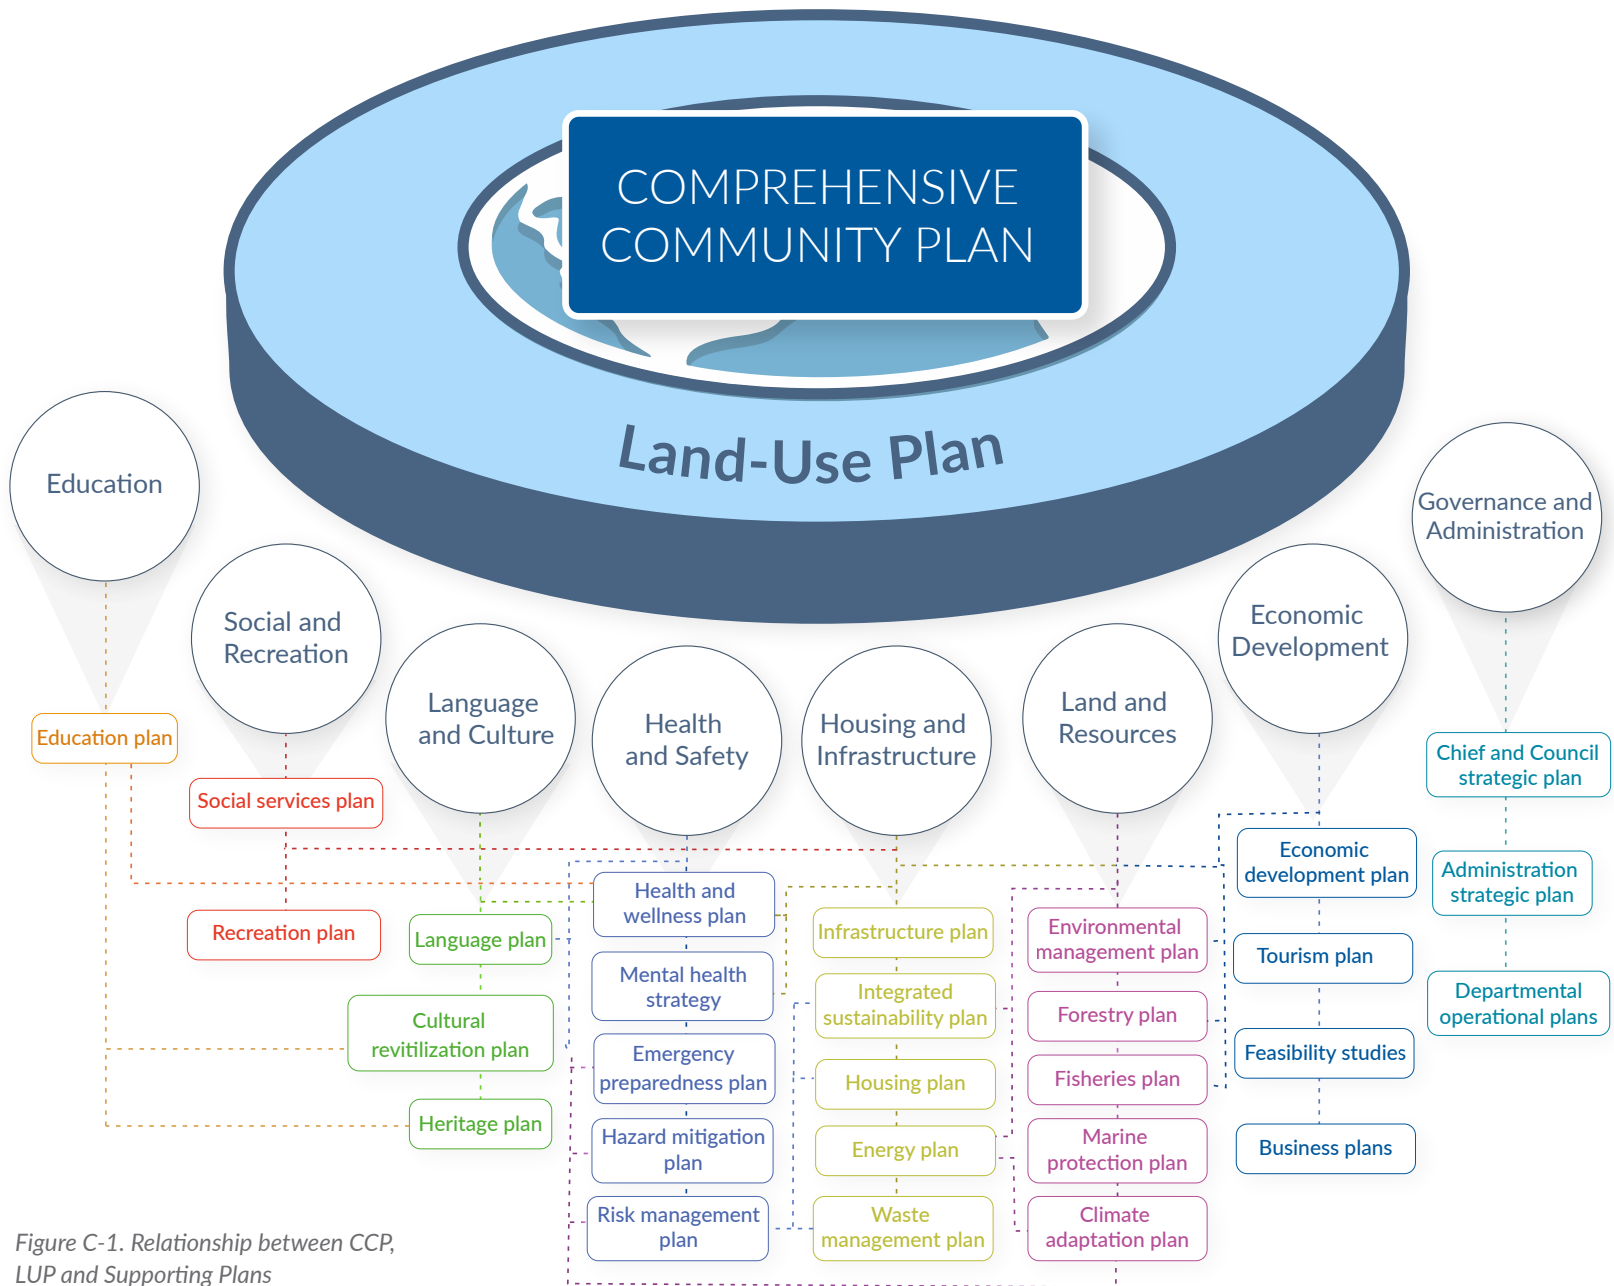 COMPREHENSIVE
COMMUNITY PLAN
Land-Use Plan
Education
Social and
Recreation
Language
and Culture
Health
and Safety
Housing and
Infrastructure
Land and
Resources
Economic
Development
Governance and
Administration
Education plan
Social services plan
Recreation plan
Language plan
Cultural
revitilization plan
Heritage plan
Health and
wellness plan
Mental health
strategy
Emergency
preparedness plan
Hazard mitigation
plan
Risk management
plan
Infrastructure plan
Integrated
sustainability plan
Housing plan
Energy plan
Waste
management plan
Environmental
management plan
Forestry plan
Fisheries plan
Marine
protection plan
Climate
adaptation plan
Economic
development plan
Tourism plan
Feasibility studies
Business plans
Chief and Council
strategic plan
Administration
strategic plan
Departmental
operational plans
Figure C-1. Relationship between CCP,
LUP and Supporting Plans